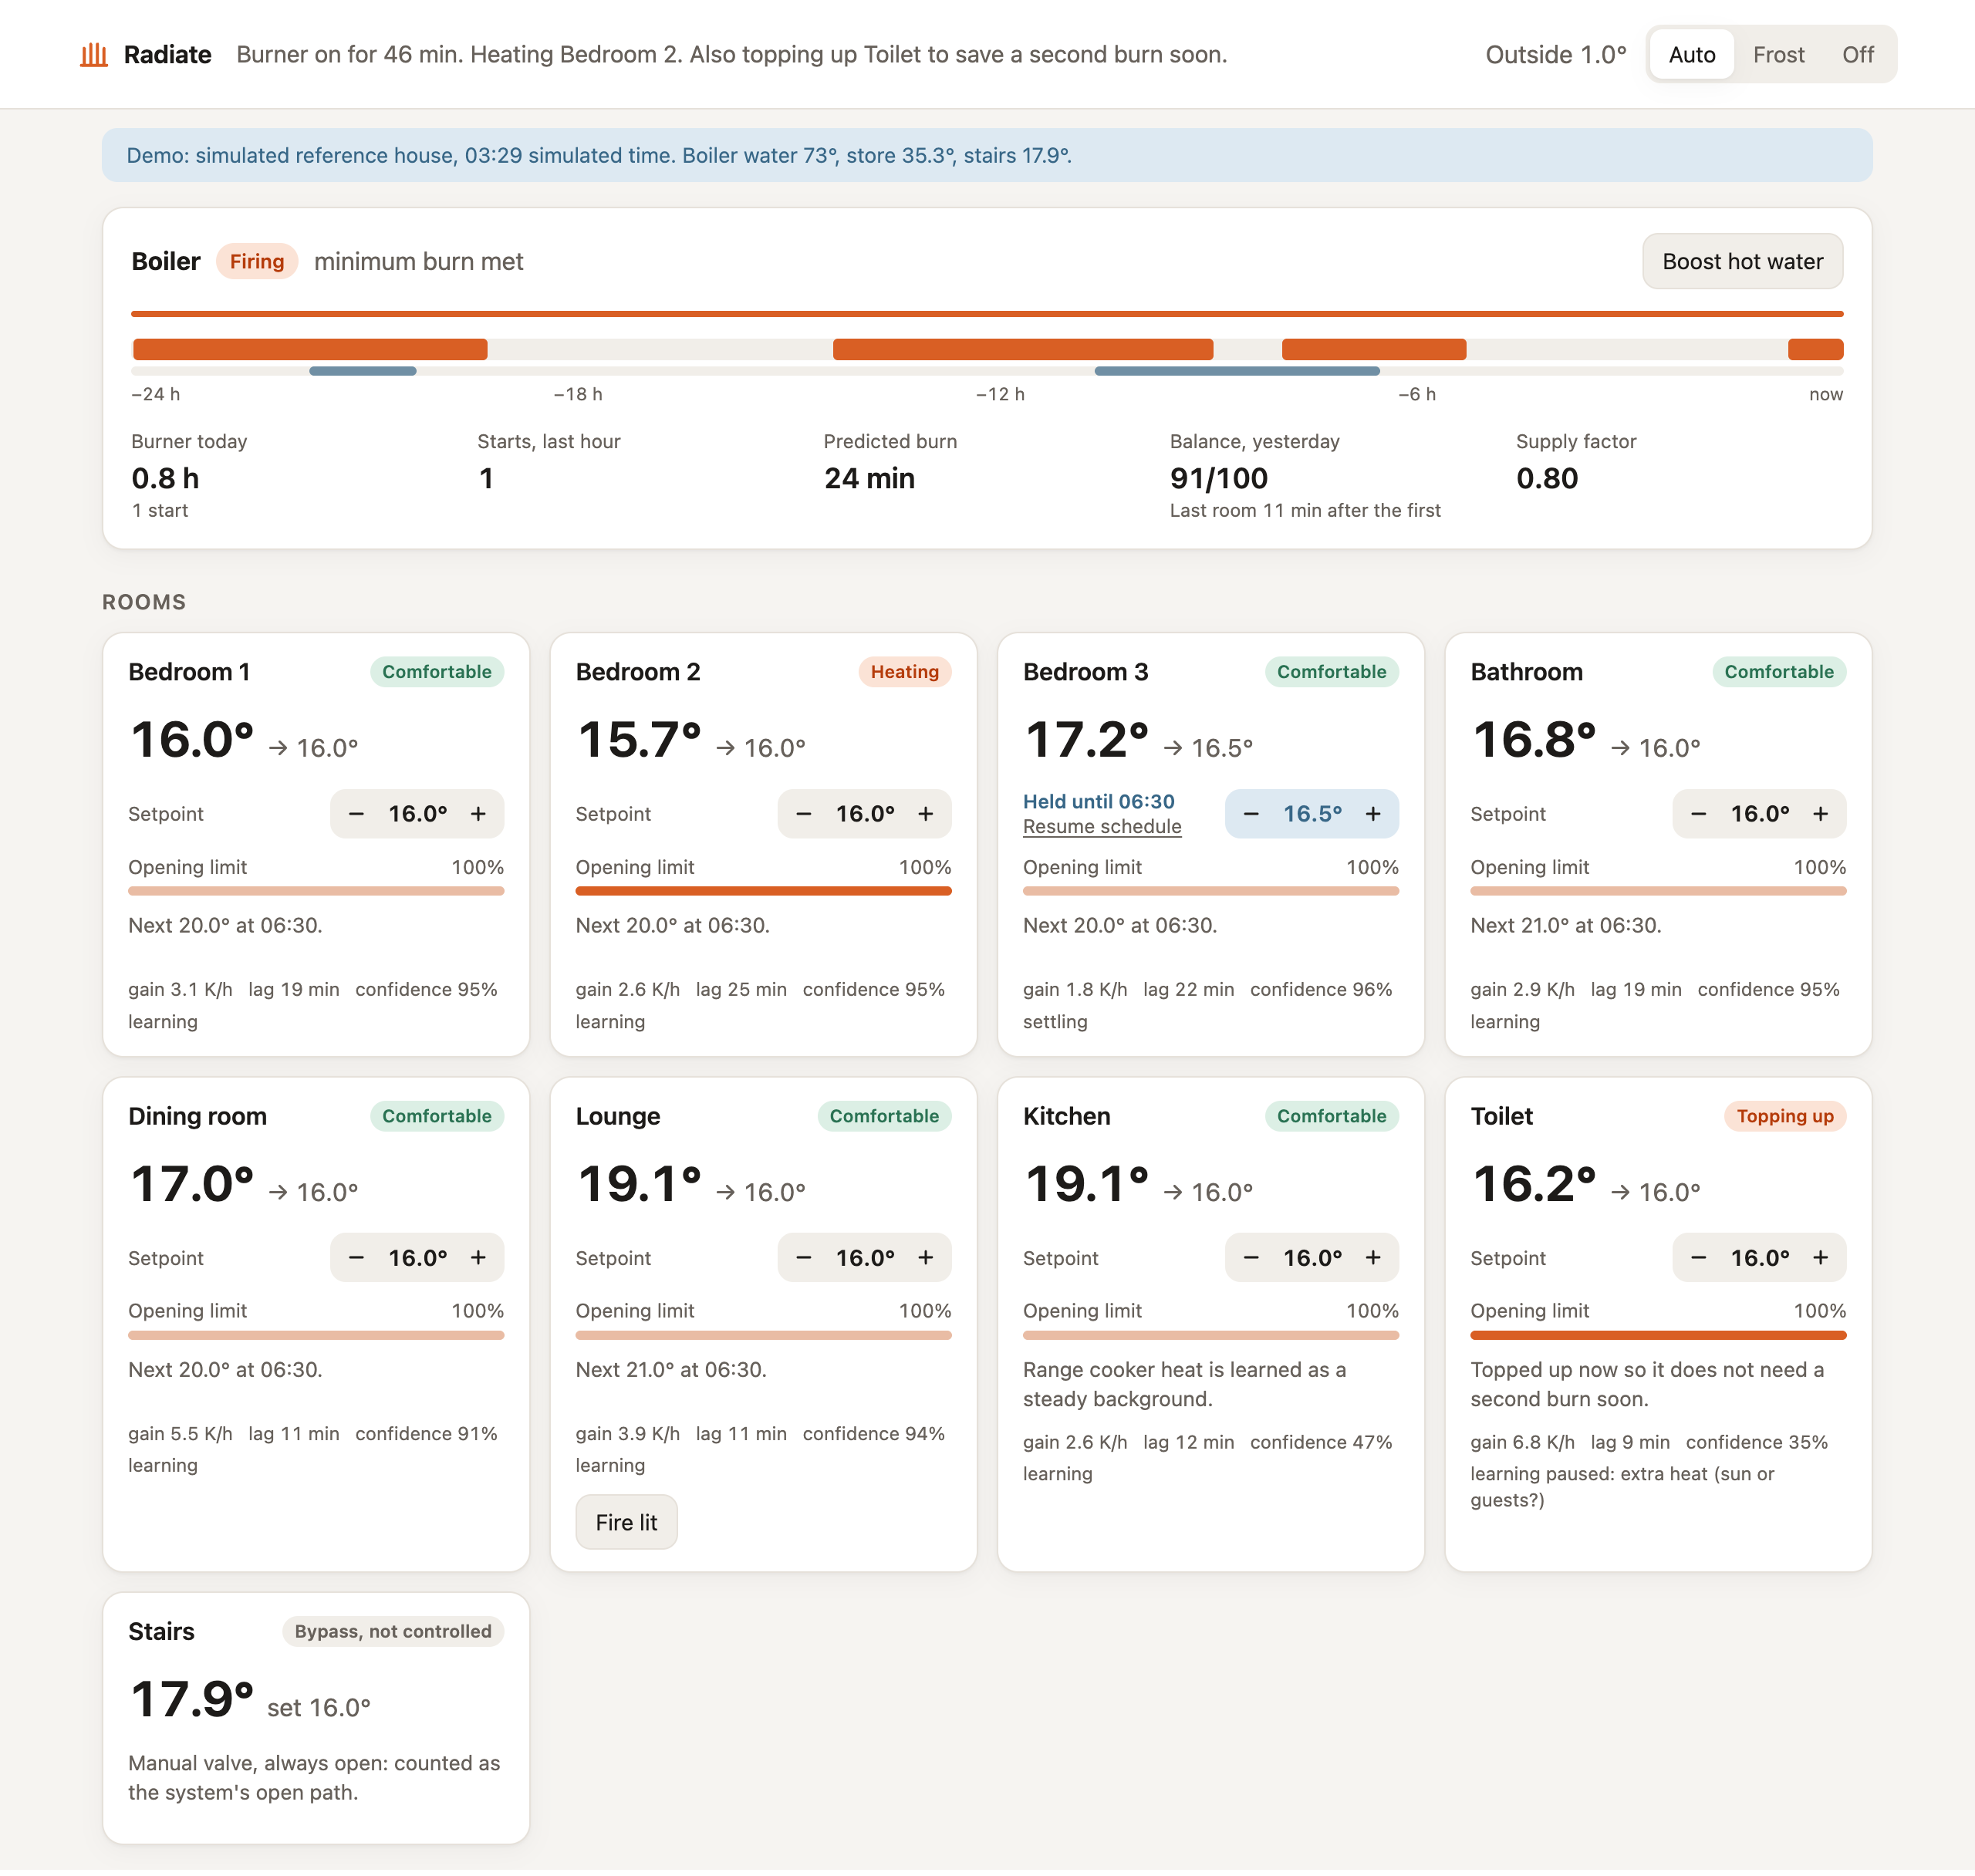 Radiate Burner on for 46 min. Heating Bedroom 2. Also topping up Toilet to save a second burn soon. Outside 1.0° Auto Frost Off
Demo: simulated reference house, 03:29 simulated time. Boiler water 73°, store 35.3°, stairs 17.9°.
Boiler Firing minimum burn met Boost hot water
−24 h −18 h −12 h −6 h now
Burner today
0.8 h
1 start
Starts, last hour
1
Predicted burn
24 min
Balance, yesterday
91/100
Last room 11 min after the first
Supply factor
0.80
ROOMS
Bedroom 1 Comfortable
16.0° → 16.0°
Setpoint − 16.0° +
Opening limit 100%
Next 20.0° at 06:30.
gain 3.1 K/h lag 19 min confidence 95%
learning
Bedroom 2 Heating
15.7° → 16.0°
Setpoint − 16.0° +
Opening limit 100%
Next 20.0° at 06:30.
gain 2.6 K/h lag 25 min confidence 95%
learning
Bedroom 3 Comfortable
17.2° → 16.5°
Held until 06:30
Resume schedule
− 16.5° +
Opening limit 100%
Next 20.0° at 06:30.
gain 1.8 K/h lag 22 min confidence 96%
settling
Bathroom Comfortable
16.8° → 16.0°
Setpoint − 16.0° +
Opening limit 100%
Next 21.0° at 06:30.
gain 2.9 K/h lag 19 min confidence 95%
learning
Dining room Comfortable
17.0° → 16.0°
Setpoint − 16.0° +
Opening limit 100%
Next 20.0° at 06:30.
gain 5.5 K/h lag 11 min confidence 91%
learning
Lounge Comfortable
19.1° → 16.0°
Setpoint − 16.0° +
Opening limit 100%
Next 21.0° at 06:30.
gain 3.9 K/h lag 11 min confidence 94%
learning
Fire lit
Kitchen Comfortable
19.1° → 16.0°
Setpoint − 16.0° +
Opening limit 100%
Range cooker heat is learned as a
steady background.
gain 2.6 K/h lag 12 min confidence 47%
learning
Toilet Topping up
16.2° → 16.0°
Setpoint − 16.0° +
Opening limit 100%
Topped up now so it does not need a
second burn soon.
gain 6.8 K/h lag 9 min confidence 35%
learning paused: extra heat (sun or
guests?)
Stairs Bypass, not controlled
17.9° set 16.0°
Manual valve, always open: counted as
the system's open path.